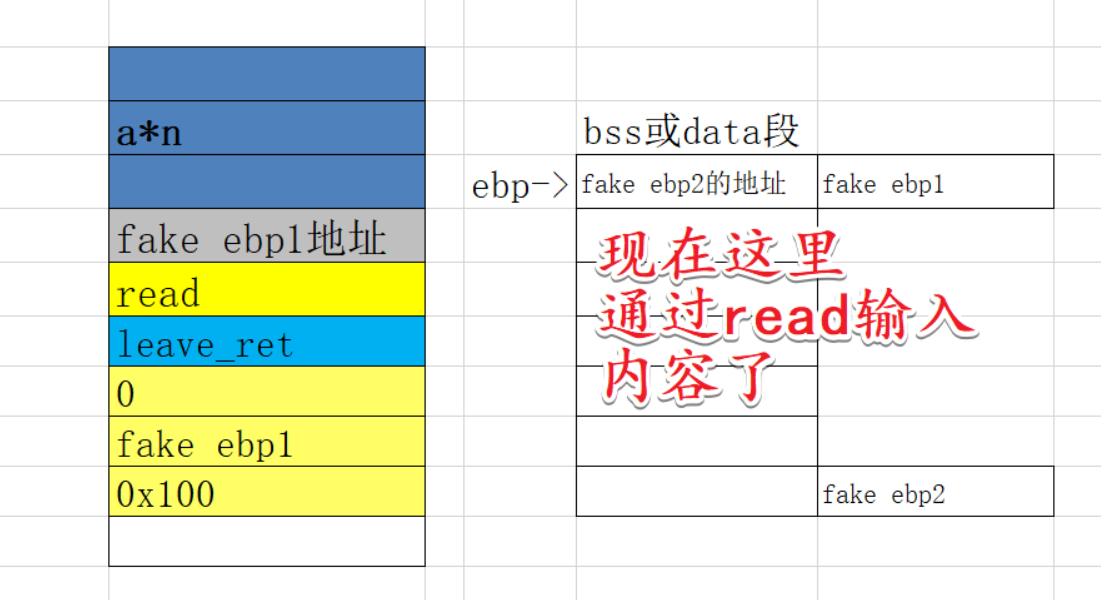 a*n
fake ebp1地址
read
leave_ret
0
fake ebp1
0x100
bss或data段
ebp->
fake ebp2的地址
fake ebp1
现在这里
通过read输入
内容了
fake ebp2